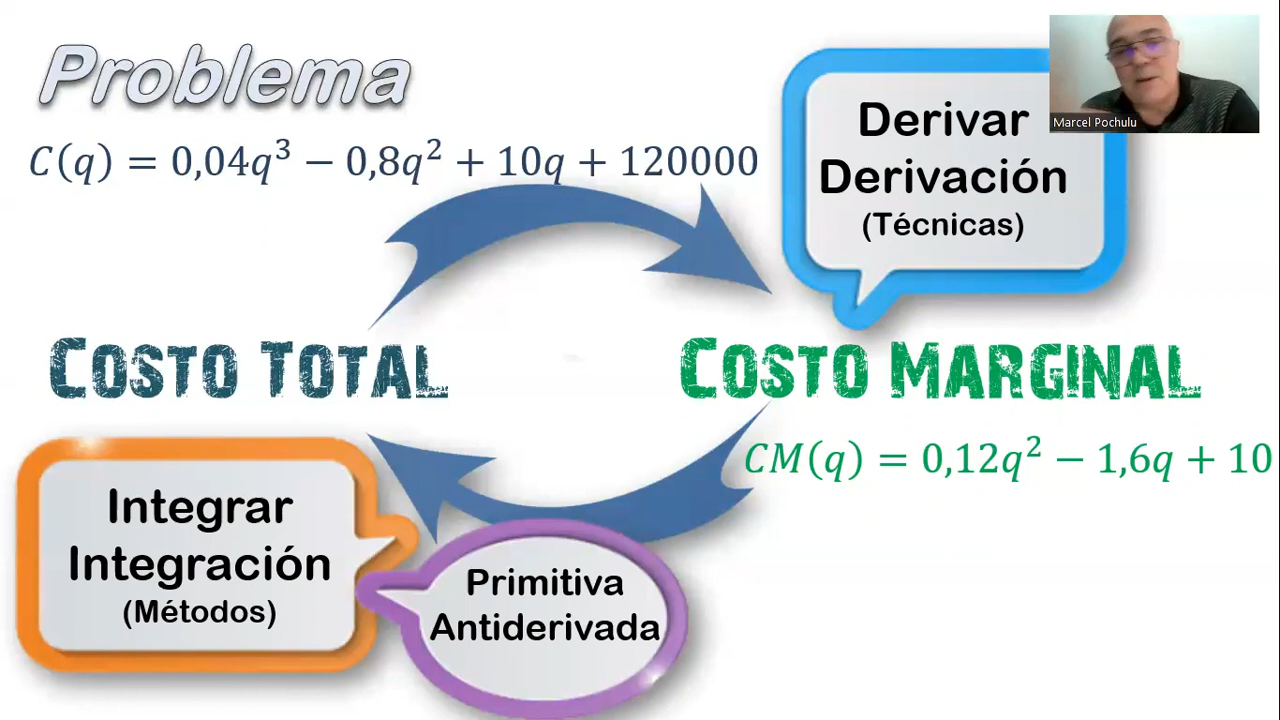 Problema
C(q) = 0,04q³ − 0,8q² + 10q + 120000
Derivar
Derivación
(Técnicas)
Marcel Pochulu
COSTO TOTAL
COSTO MARGINAL
CM(q) = 0,12q² − 1,6q + 10
Integrar
Integración
(Métodos)
Primitiva
Antiderivada